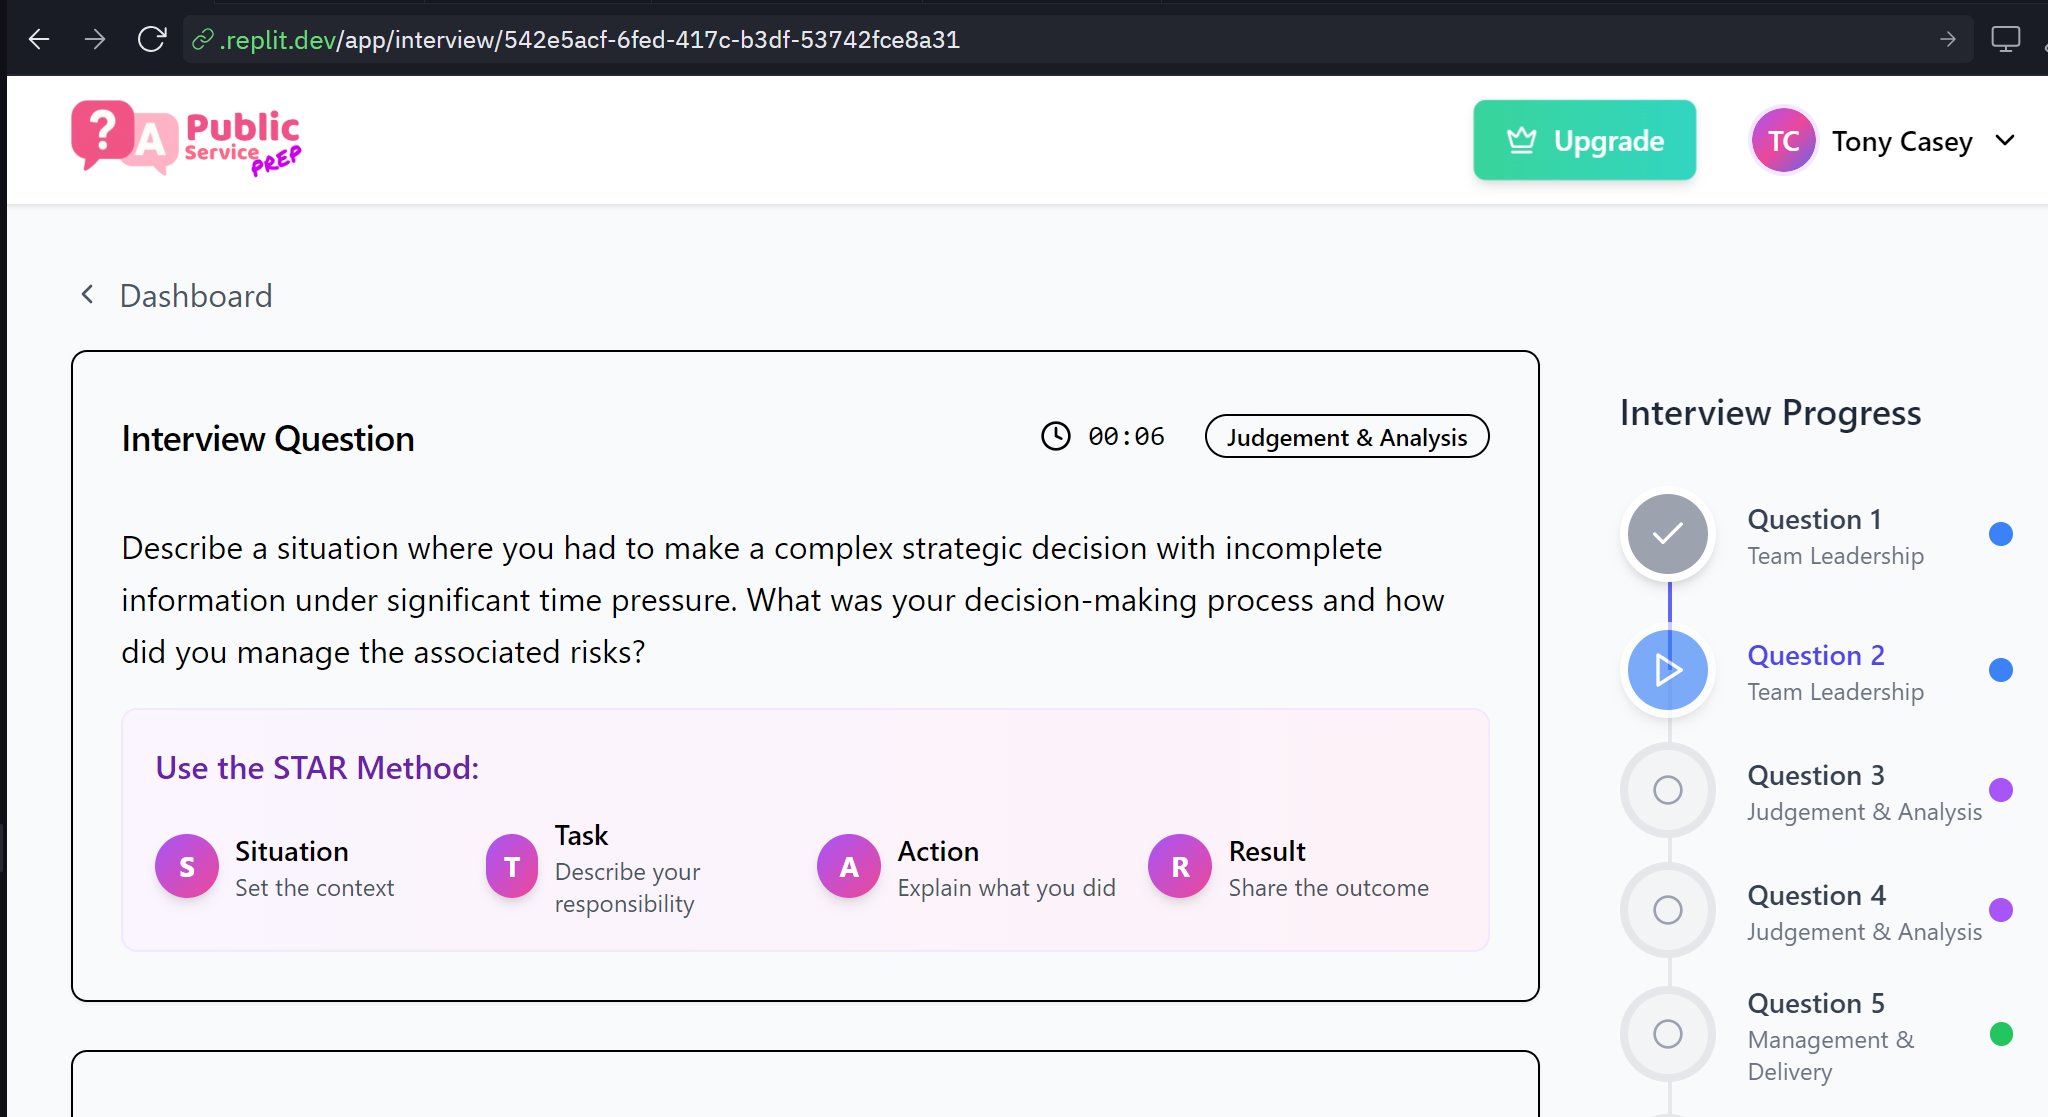 .replit.dev/app/interview/542e5acf-6fed-417c-b3df-53742fce8a31
? A Public
Service
PREP
Upgrade
TC
Tony Casey
Dashboard
Interview Question
00:06
Judgement & Analysis
Describe a situation where you had to make a complex strategic decision with incomplete
information under significant time pressure. What was your decision-making process and how
did you manage the associated risks?
Use the STAR Method:
S
Situation
Set the context
T
Task
Describe your
responsibility
A
Action
Explain what you did
R
Result
Share the outcome
Interview Progress
Question 1
Team Leadership
Question 2
Team Leadership
Question 3
Judgement & Analysis
Question 4
Judgement & Analysis
Question 5
Management &
Delivery